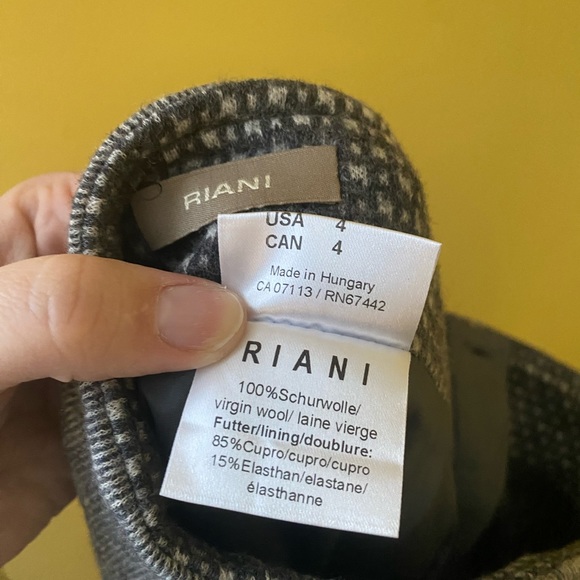 RIANI
USA 4
CAN 4
Made in Hungary
CA 07113 / RN67442
RIANI
100%Schurwolle/
virgin wool/ laine vierge
Futter/lining/doublure:
85%Cupro/cupro/cupro
15%Elasthan/elastane/
élasthanne